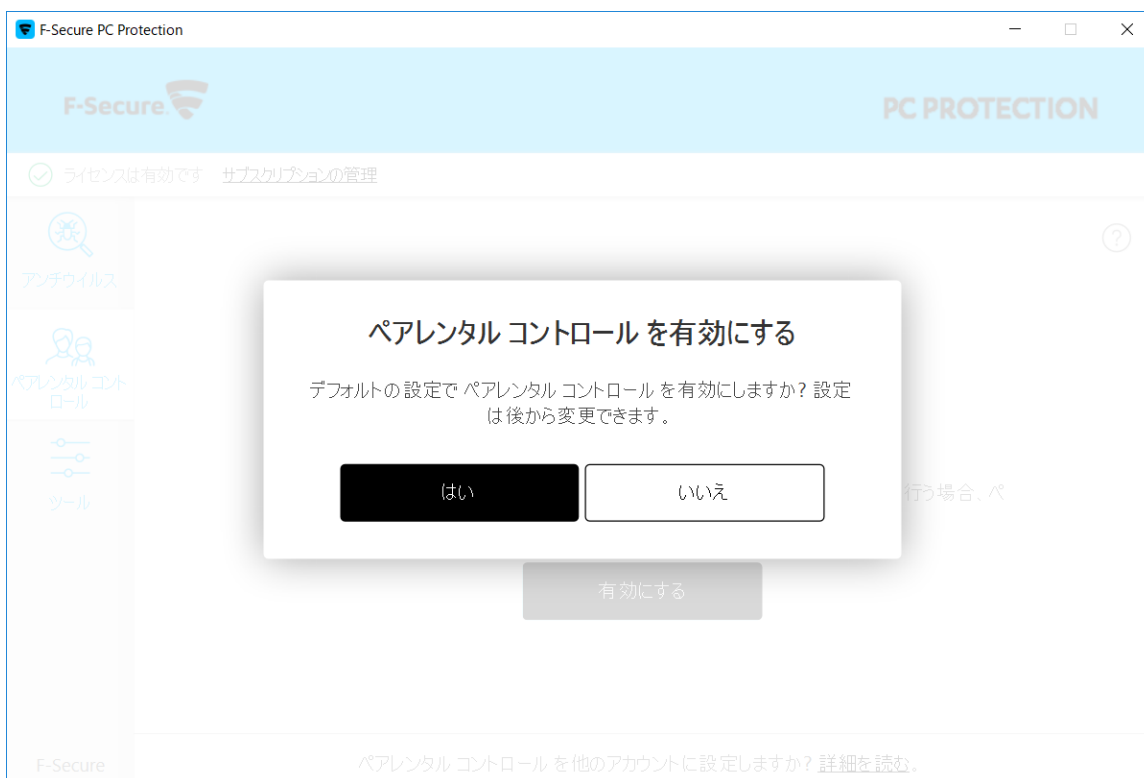 F-Secure PC Protection
F-Secure
PC PROTECTION
ライセンスは有効です サブスクリプションの管理
アンチウイルス
ペアレンタル コント
ロール
ツール
ペアレンタル コントロール を有効にする
デフォルトの設定で ペアレンタル コントロール を有効にしますか? 設定
は後から変更できます。
はい
いいえ
行う場合、ペ
有効にする
F-Secure
ペアレンタル コントロール を他のアカウントに設定しますか? 詳細を読む。